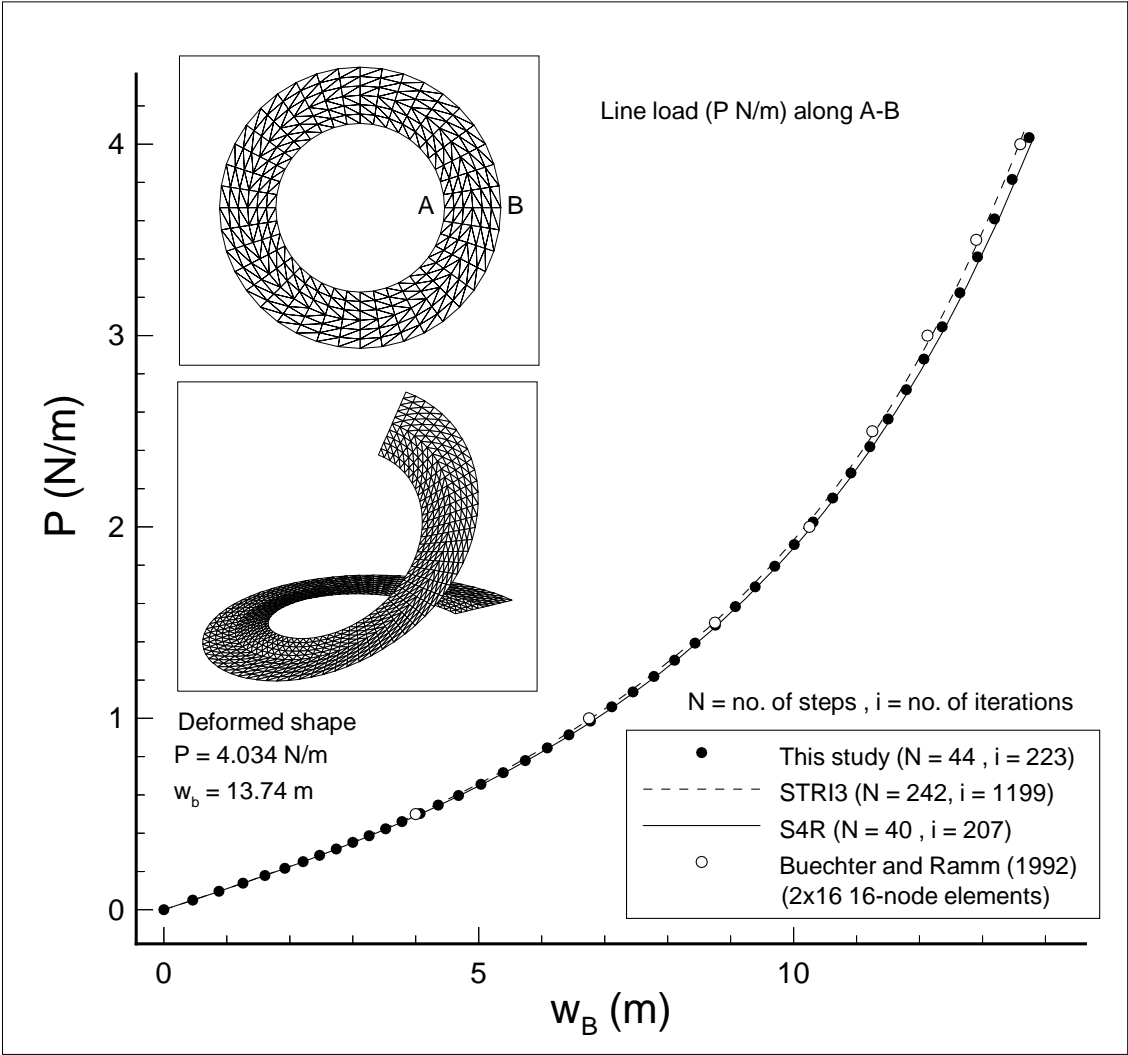 Line load (P N/m) along A-B
A B
4
3
2
1
0
P (N/m)
Deformed shape
P = 4.034 N/m
w_b = 13.74 m
N = no. of steps , i = no. of iterations
This study (N = 44 , i = 223)
STRI3 (N = 242, i = 1199)
S4R (N = 40 , i = 207)
Buechter and Ramm (1992)
(2x16 16-node elements)
0 5 10
w_B (m)